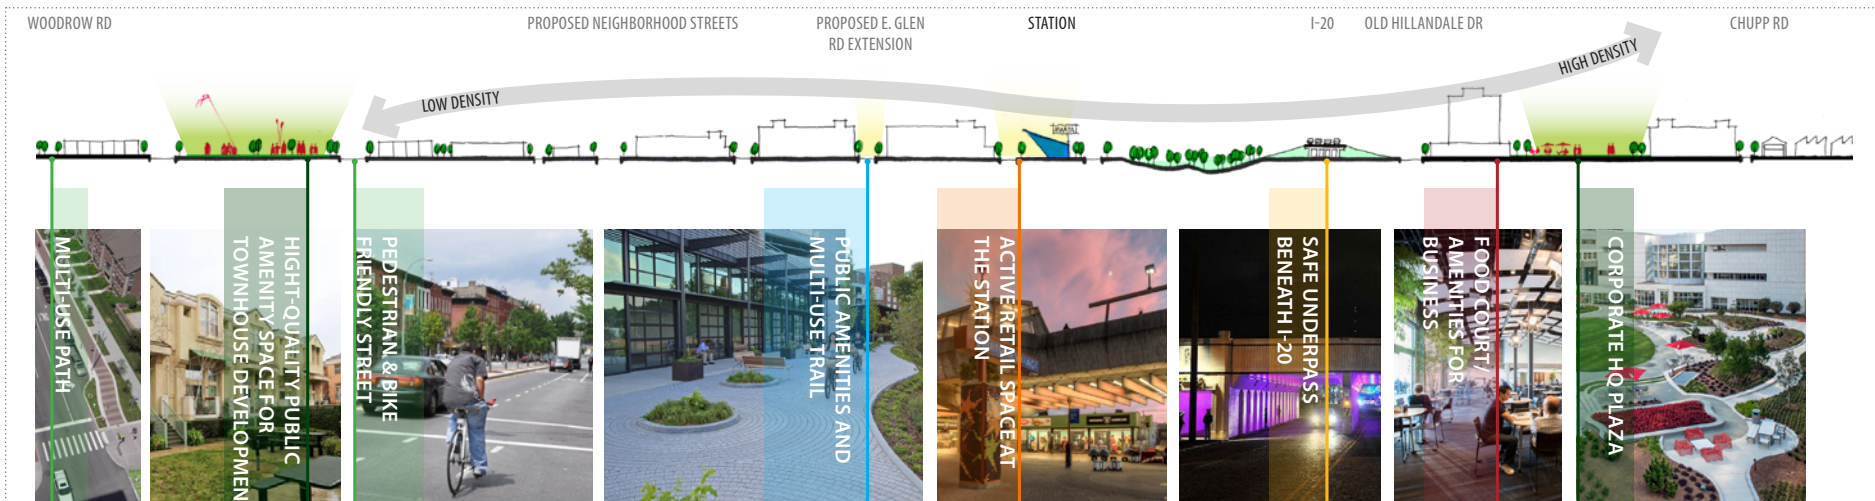 WOODROW RD
PROPOSED NEIGHBORHOOD STREETS
PROPOSED E. GLEN
RD EXTENSION
STATION
I-20
OLD HILLANDALE DR
CHUPP RD
LOW DENSITY
HIGH DENSITY
MARTA
MULTI-USE PATH
HIGHT-QUALITY PUBLIC
AMENITY SPACE FOR
TOWNHOUSE DEVELOPMEN
PEDESTRIAN & BIKE
FRIENDLY STREET
PUBLIC AMENITIES AND
MULTI-USE TRAIL
ACTIVE RETAIL SPACE AT
THE STATION
SAFE UNDERPASS
BENEATH I-20
FOOD COURT /
AMENITIES FOR
BUSINESS
CORPORATE HQ PLAZA